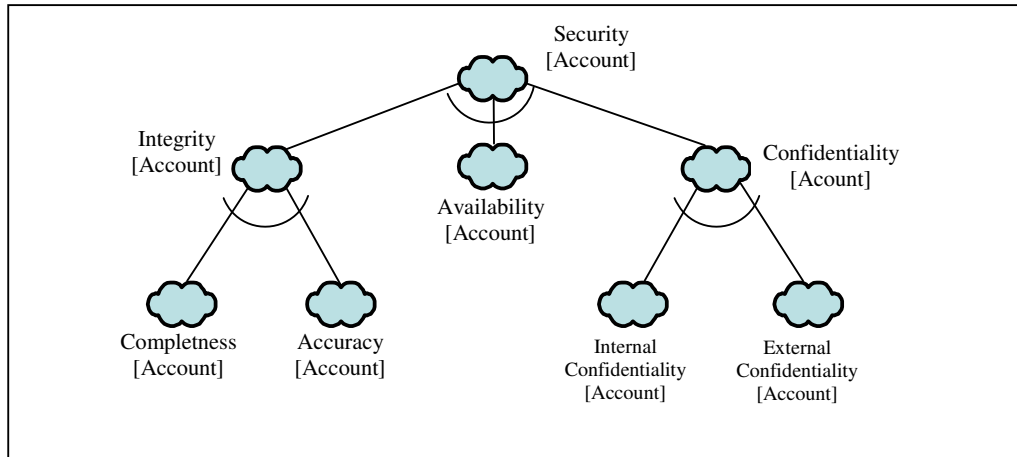 Security
[Account]
Integrity
[Account]
Confidentiality
[Acount]
Availability
[Account]
Completness
[Account]
Accuracy
[Account]
Internal
Confidentiality
[Account]
External
Confidentiality
[Account]